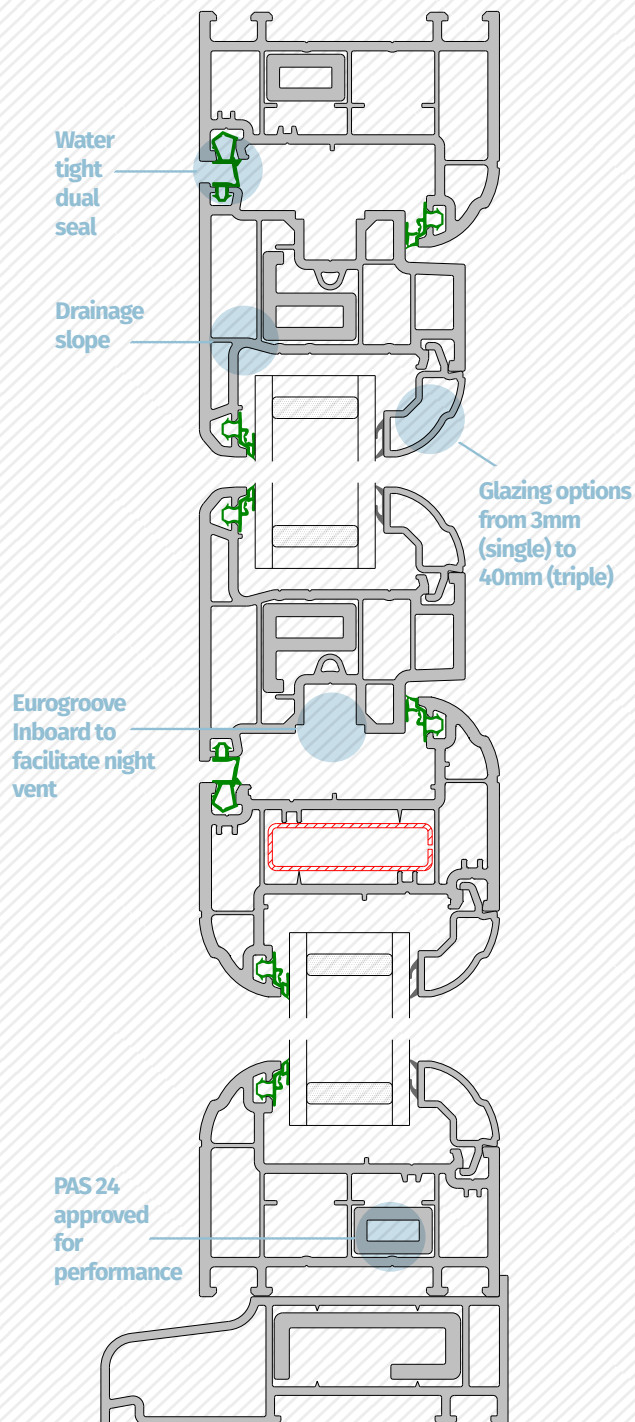 Water
tight
dual
seal
Drainage
slope
Glazing options
from 3mm
(single) to
40mm (triple)
Eurogroove
Inboard to
facilitate night
vent
PAS 24
approved
for
performance